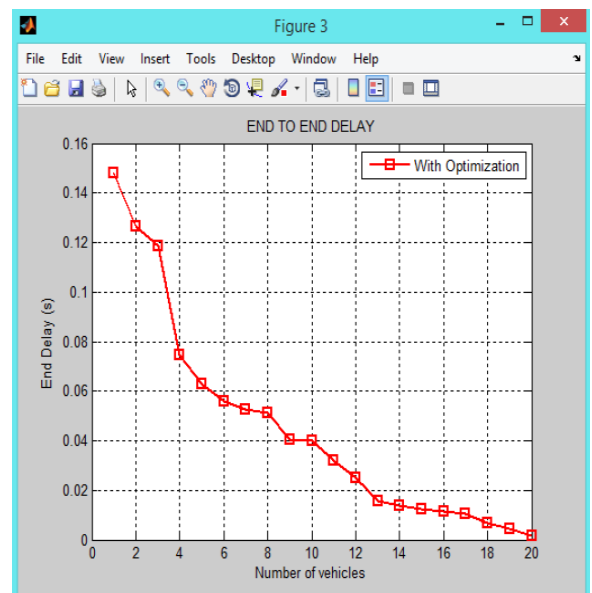 Figure 3
File Edit View Insert Tools Desktop Window Help
END TO END DELAY
With Optimization
0.16
0.14
0.12
0.1
0.08
0.06
0.04
0.02
0
End Delay (s)
0 2 4 6 8 10 12 14 16 18 20
Number of vehicles